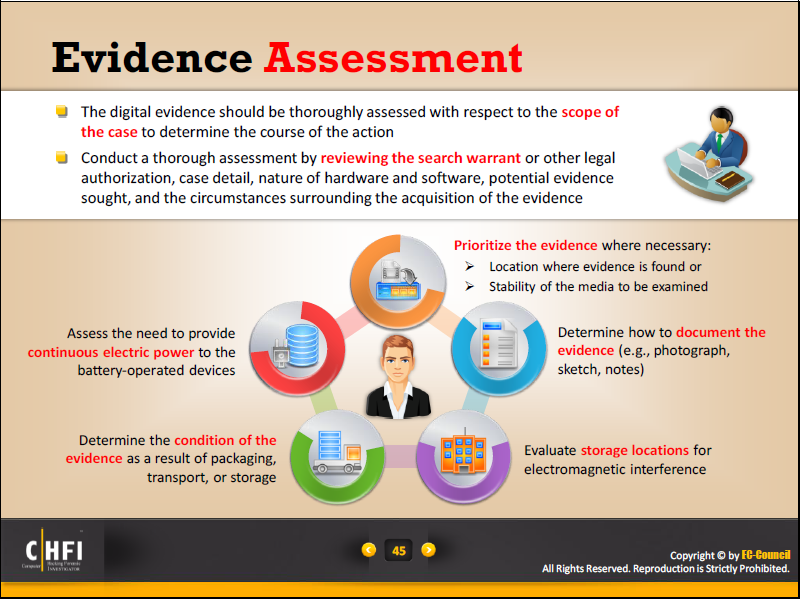 Evidence Assessment
The digital evidence should be thoroughly assessed with respect to the scope of
the case to determine the course of the action
Conduct a thorough assessment by reviewing the search warrant or other legal
authorization, case detail, nature of hardware and software, potential evidence
sought, and the circumstances surrounding the acquisition of the evidence
Prioritize the evidence where necessary:
Location where evidence is found or
Stability of the media to be examined
Assess the need to provide
continuous electric power to the
battery-operated devices
Determine how to document the
evidence (e.g., photograph,
sketch, notes)
Determine the condition of the
evidence as a result of packaging,
transport, or storage
Evaluate storage locations for
electromagnetic interference
CHFI
Computer Hacking Forensic
INVESTIGATOR
45
Copyright © by EC-Council
All Rights Reserved. Reproduction is Strictly Prohibited.